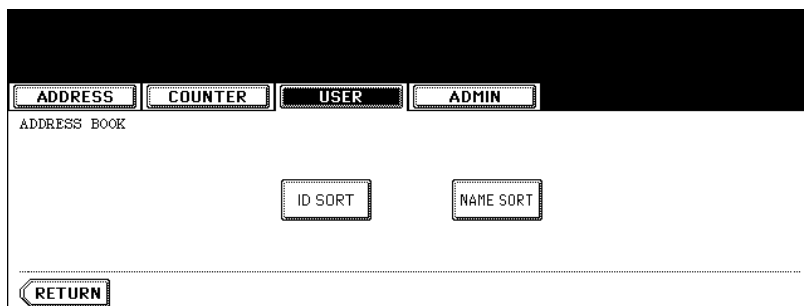 ADDRESS COUNTER USER ADMIN
ADDRESS BOOK
ID SORT NAME SORT
RETURN